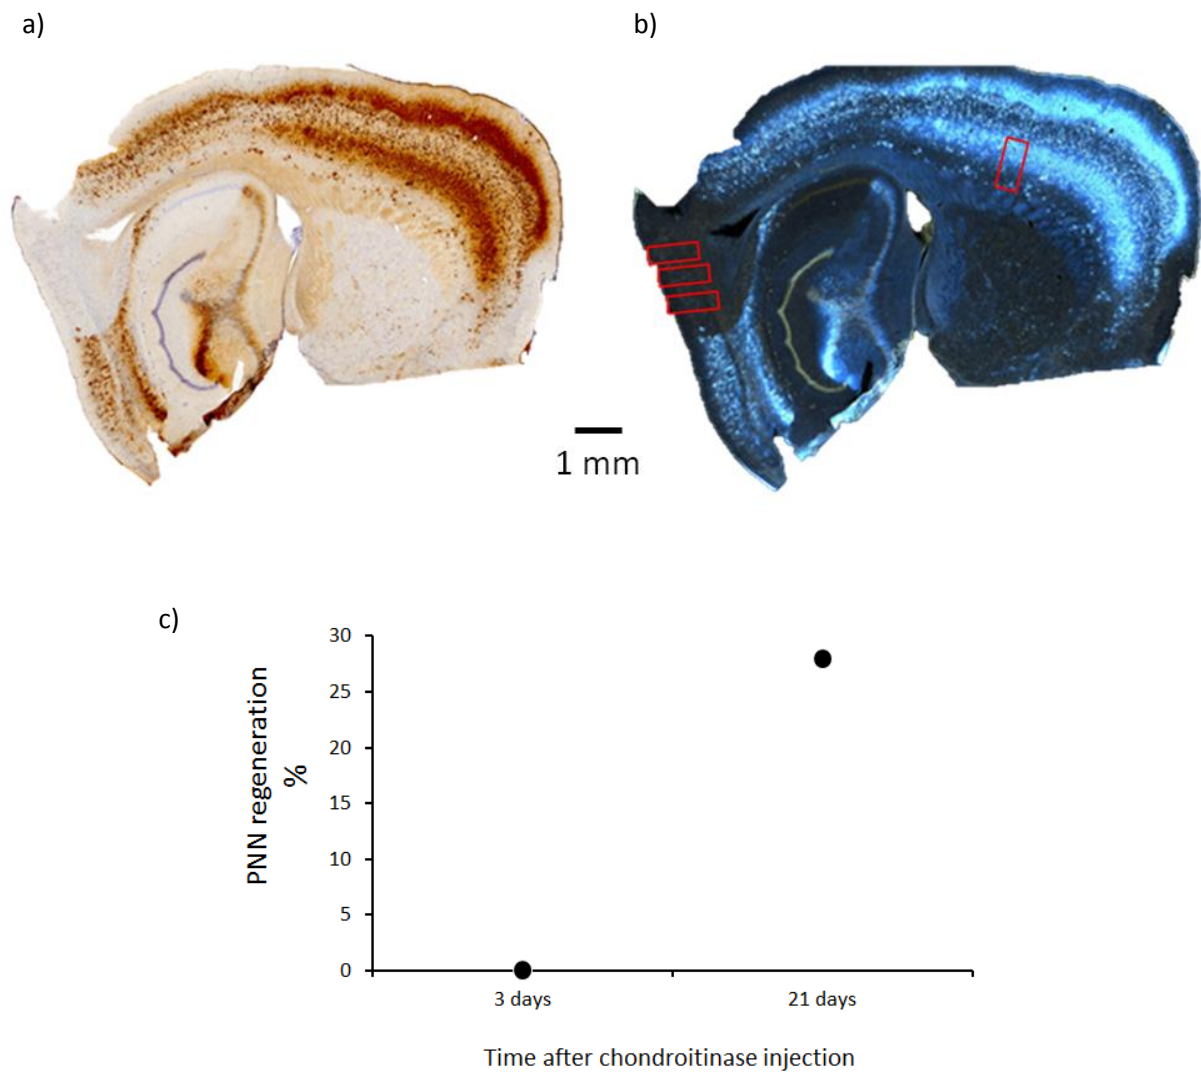 a)
b)
1 mm
c)
PNN regeneration
%
30
25
20
15
10
5
0
3 days
21 days
Time after chondroitinase injection